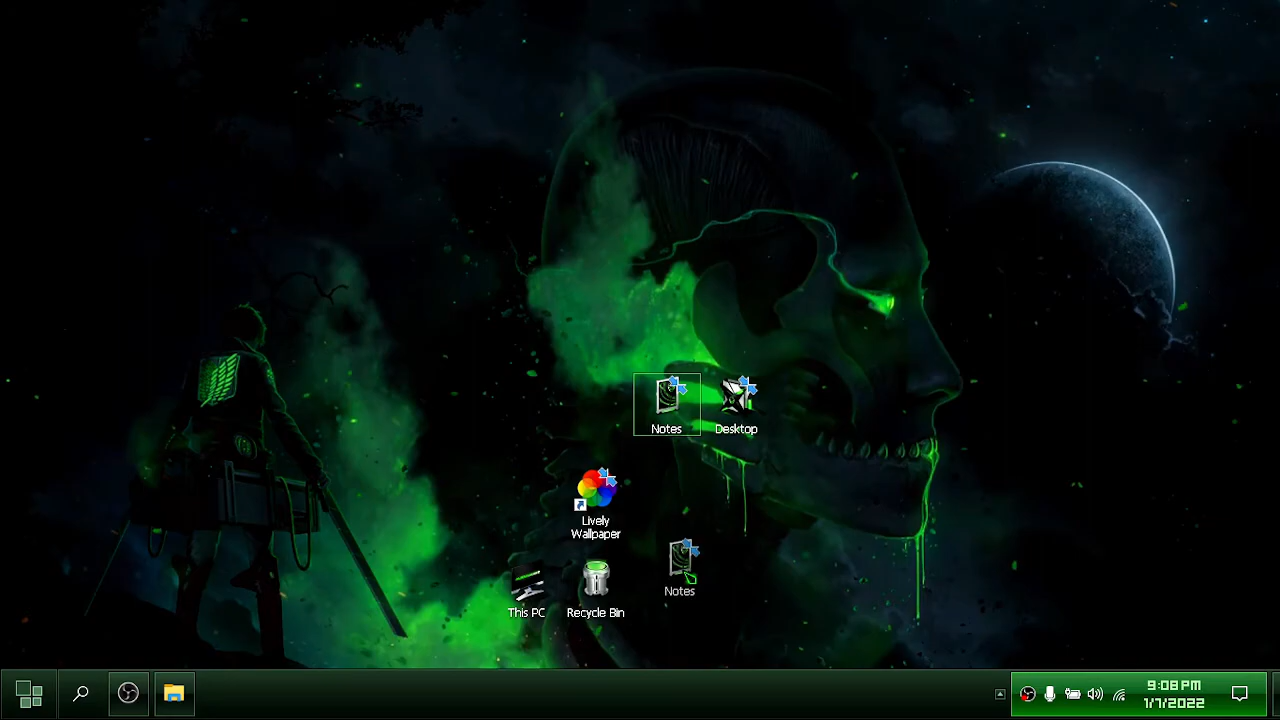 Notes
Desktop
Lively
Wallpaper
Notes
This PC
Recycle Bin
9:08 PM
1/7/2022